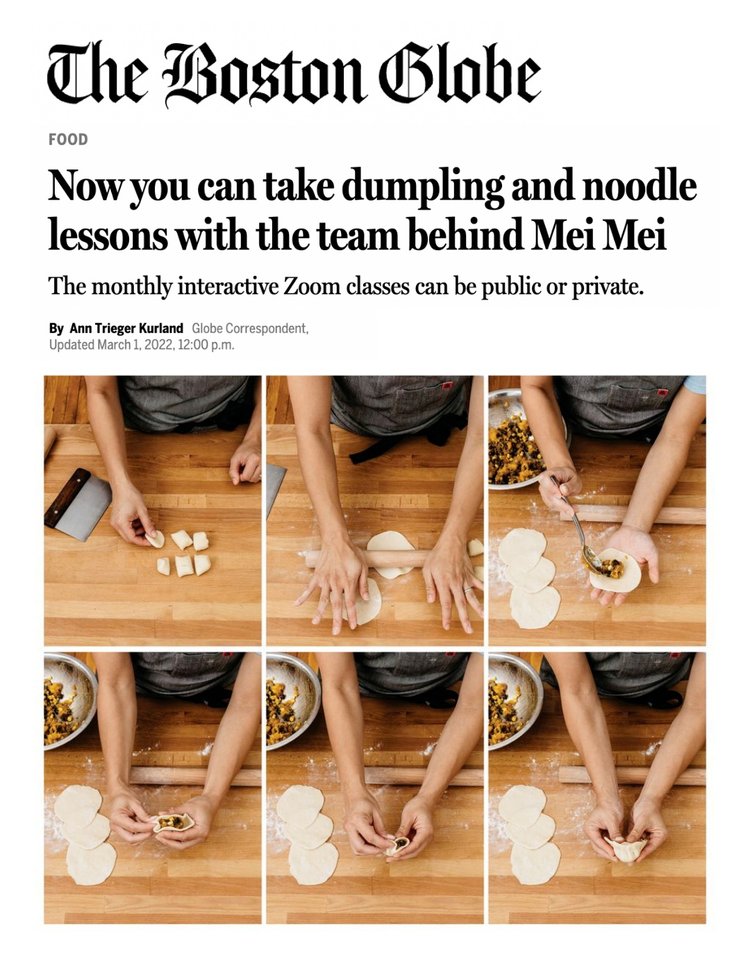 The Boston Globe
FOOD
Now you can take dumpling and noodle
lessons with the team behind Mei Mei
The monthly interactive Zoom classes can be public or private.
By Ann Trieger Kurland Globe Correspondent,
Updated March 1, 2022, 12:00 p.m.